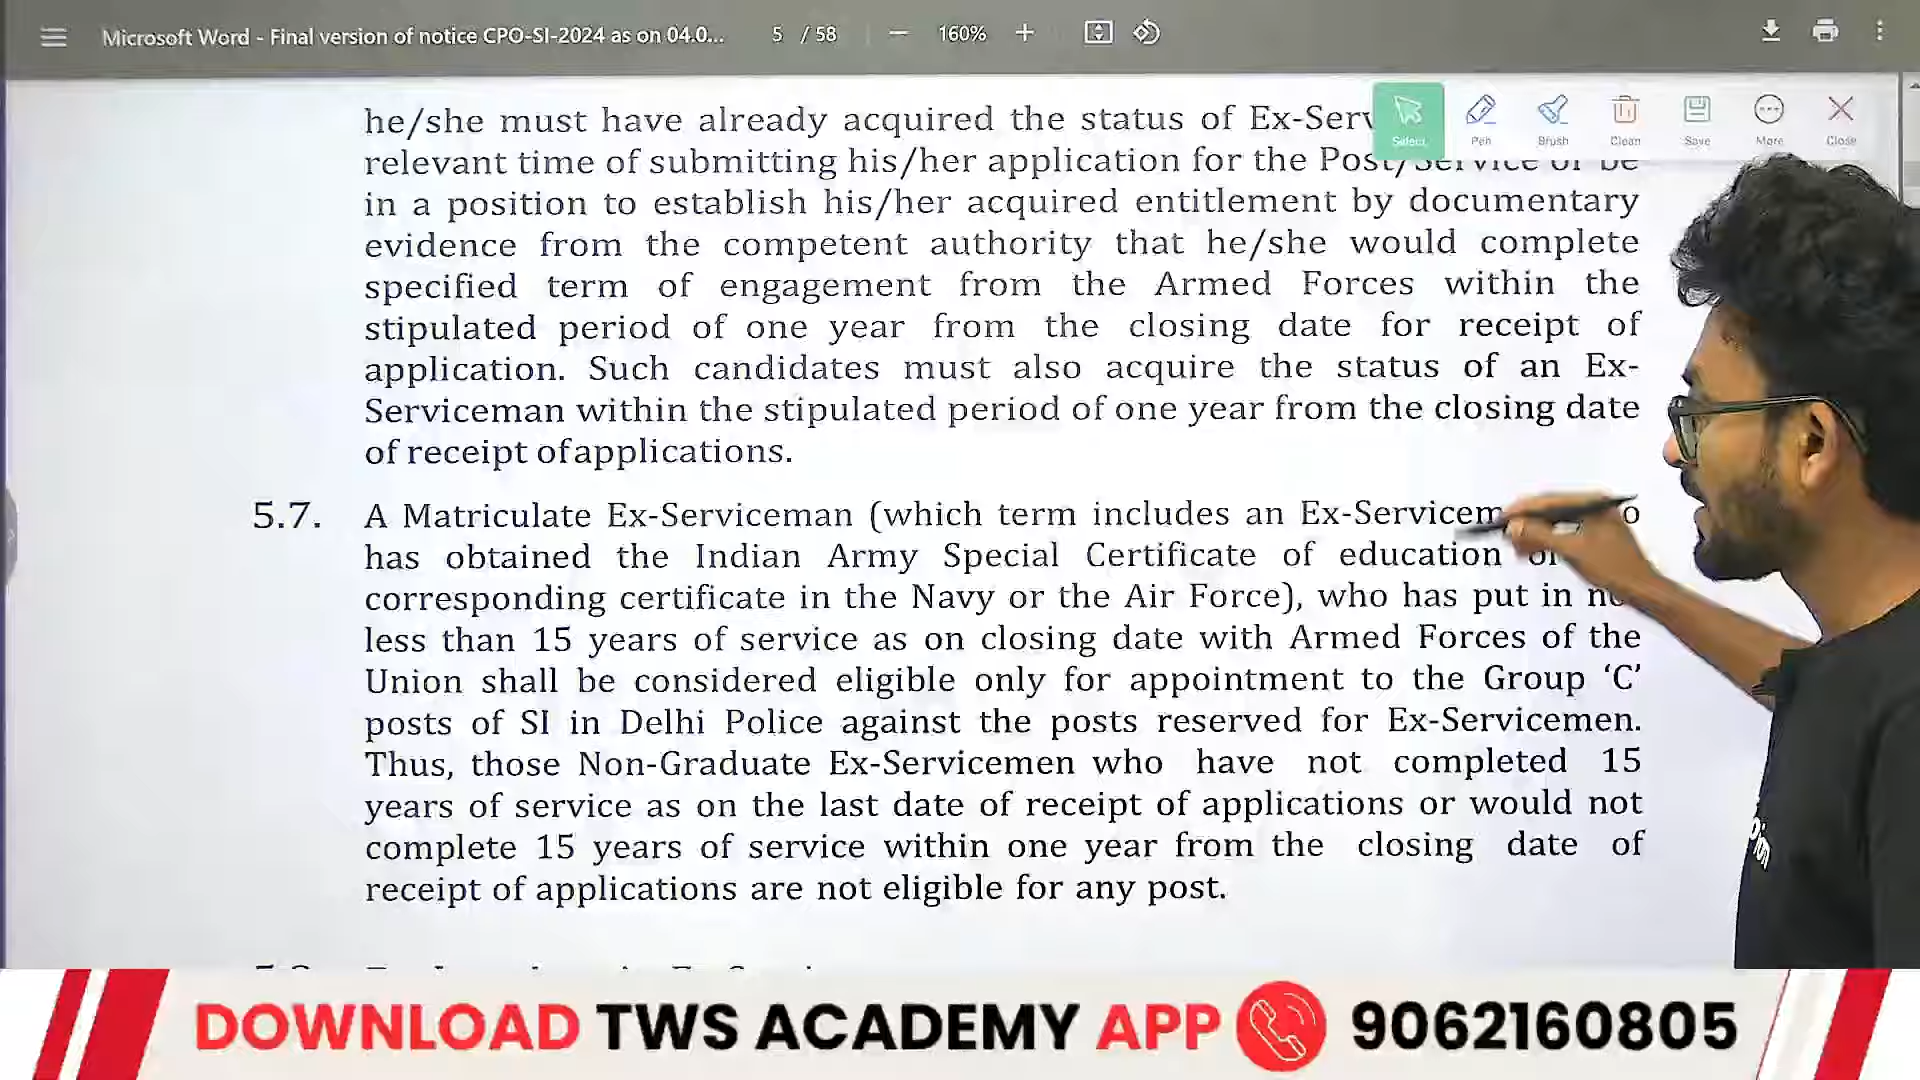 Microsoft Word - Final version of notice CPO-SI-2024 as on 04.0... 5 / 58 160%
Select Pen Brush Clean Save More Close
he/she must have already acquired the status of
relevant time of submitting his/her application for the Post/Service or be
in a position to establish his/her acquired entitlement by documentary
evidence from the competent authority that he/she would complete
specified term of engagement from the Armed Forces within the
stipulated period of one year from the closing date for receipt of
application. Such candidates must also acquire the status of an Ex-
Serviceman within the stipulated period of one year from the closing date
of receipt ofapplications.
5.7. A Matriculate Ex-Serviceman (which term includes an
has obtained the Indian Army Special Certificate of education or
corresponding certificate in the Navy or the Air Force), who has put in
less than 15 years of service as on closing date with Armed Forces of the
Union shall be considered eligible only for appointment to the Group ‘C’
posts of SI in Delhi Police against the posts reserved for Ex-Servicemen.
Thus, those Non-Graduate Ex-Servicemen who have not completed 15
years of service as on the last date of receipt of applications or would not
complete 15 years of service within one year from the closing date of
receipt of applications are not eligible for any post.
DOWNLOAD TWS ACADEMY APP 9062160805